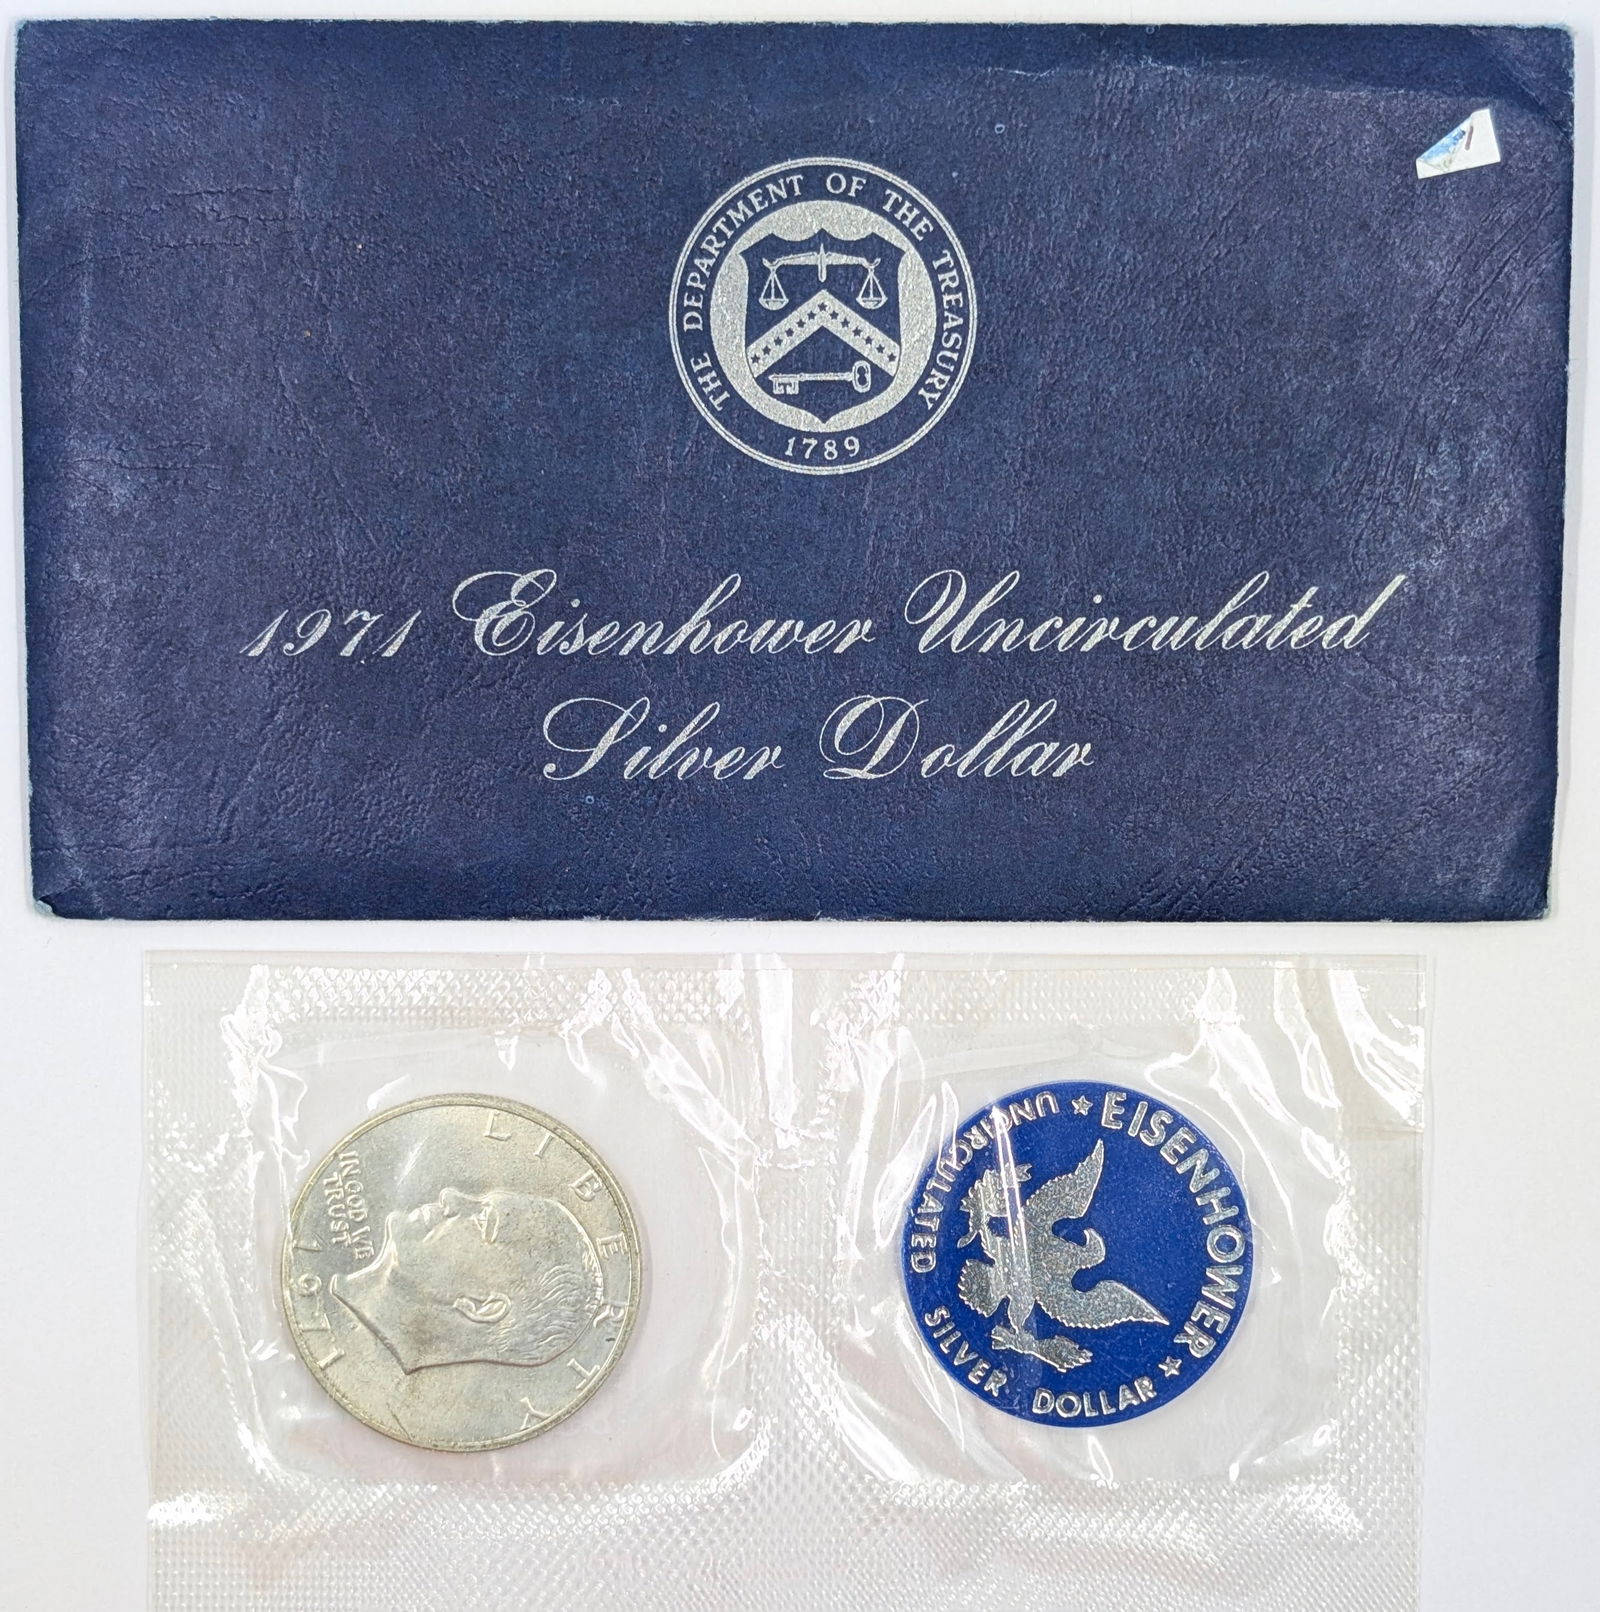 THE DEPARTMENT OF THE TREASURY
1789
1971 Eisenhower Uncirculated
Silver Dollar
LIBERTY
IN GOD WE
TRUST
1971
EISENHOWER
UNCIRCULATED SILVER DOLLAR